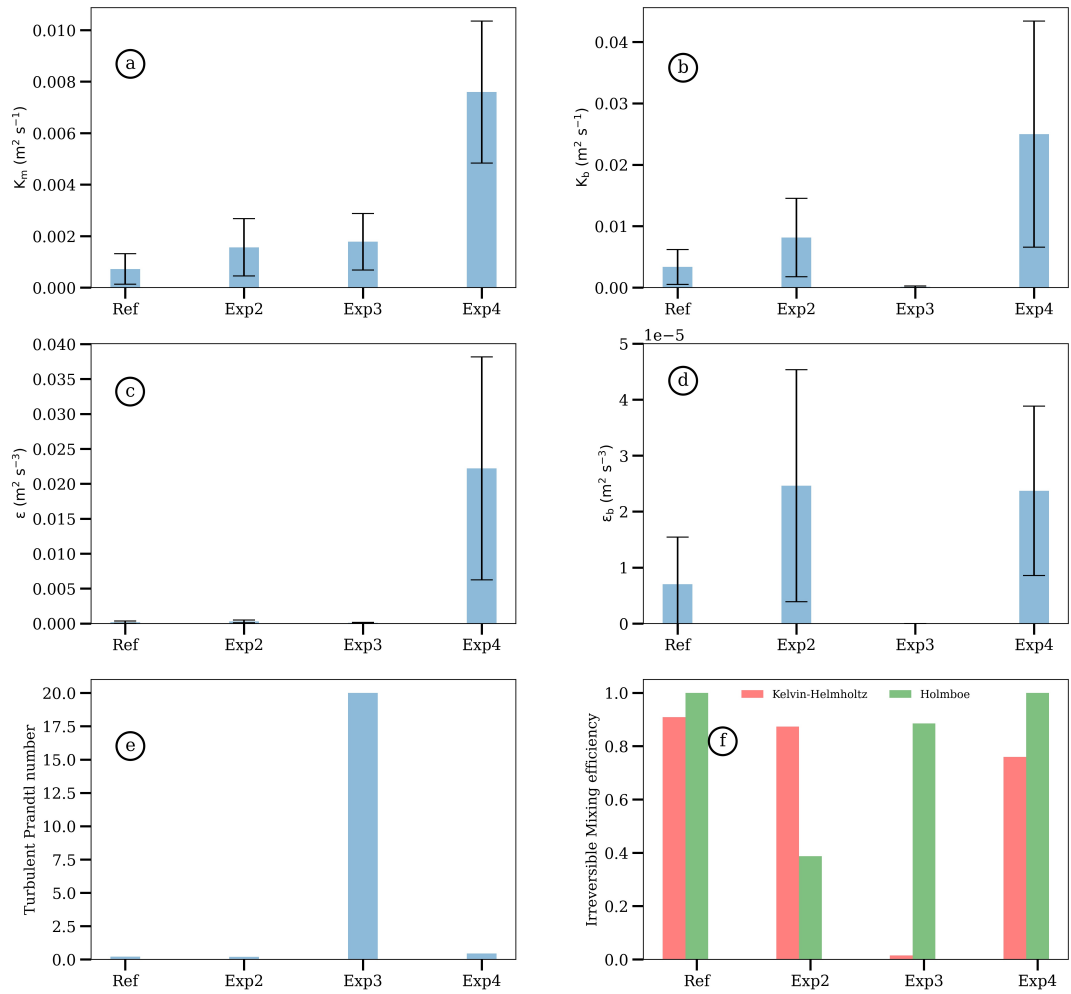 a
K_m (m² s⁻¹)
0.010
0.008
0.006
0.004
0.002
0.000
Ref Exp2 Exp3 Exp4
b
K_b (m² s⁻¹)
0.04
0.03
0.02
0.01
0.00
Ref Exp2 Exp3 Exp4
c
ε (m² s⁻³)
0.040
0.035
0.030
0.025
0.020
0.015
0.010
0.005
0.000
Ref Exp2 Exp3 Exp4
1e−5
d
ε_b (m² s⁻³)
5
4
3
2
1
0
Ref Exp2 Exp3 Exp4
e
Turbulent Prandtl number
20.0
17.5
15.0
12.5
10.0
7.5
5.0
2.5
0.0
Ref Exp2 Exp3 Exp4
Kelvin-Helmholtz Holmboe
f
Irreversible Mixing efficiency
1.0
0.8
0.6
0.4
0.2
0.0
Ref Exp2 Exp3 Exp4